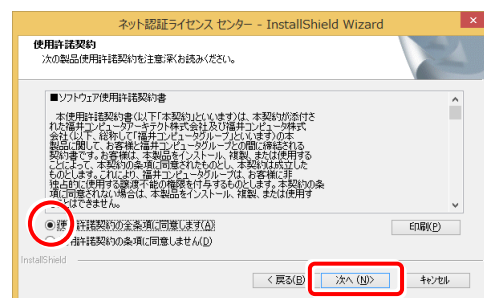 ネット認証ライセンス センター - InstallShield Wizard
使用許諾契約
次の製品使用許諾契約を注意深くお読みください。
■ソフトウェア使用許諾契約書
本使用許諾契約書(以下「本契約」といいます)は、本契約が添付さ
れた福井コンピュータアーキテクト株式会社及び福井コンピュータ株式
会社(以下、総称して「福井コンピュータグループ」といいます)の本
製品に関して、お客様と福井コンピュータグループとの間に締結される
契約書です。お客様は、本製品をインストール、複製、または使用する
ことによって、本契約の条項に同意されたものとし、本契約は成立した
ものとします。これにより、福井コンピュータグループは、お客様に非
独占的に使用する譲渡不能の権限を付与するものとします。本契約の条
項に同意されない場合は、本製品をインストール、複製、または使用す
ことはできません。
使 許諾契約の全条項に同意します(A)
許諾契約の条項に同意しません(D)
印刷(P)
InstallShield
< 戻る(B)
次へ (N)>
キャンセル